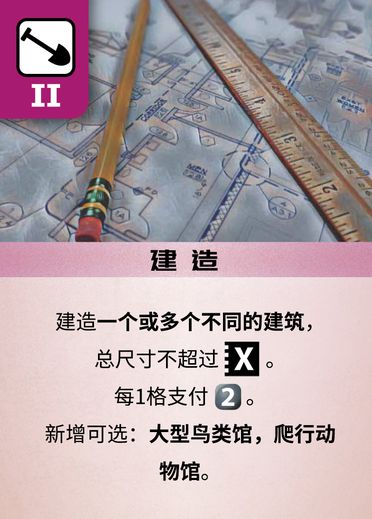 II
建造
建造一个或多个不同的建筑，
总尺寸不超过 X 。
每1格支付 2 。
新增可选：大型鸟类馆，爬行动
物馆。